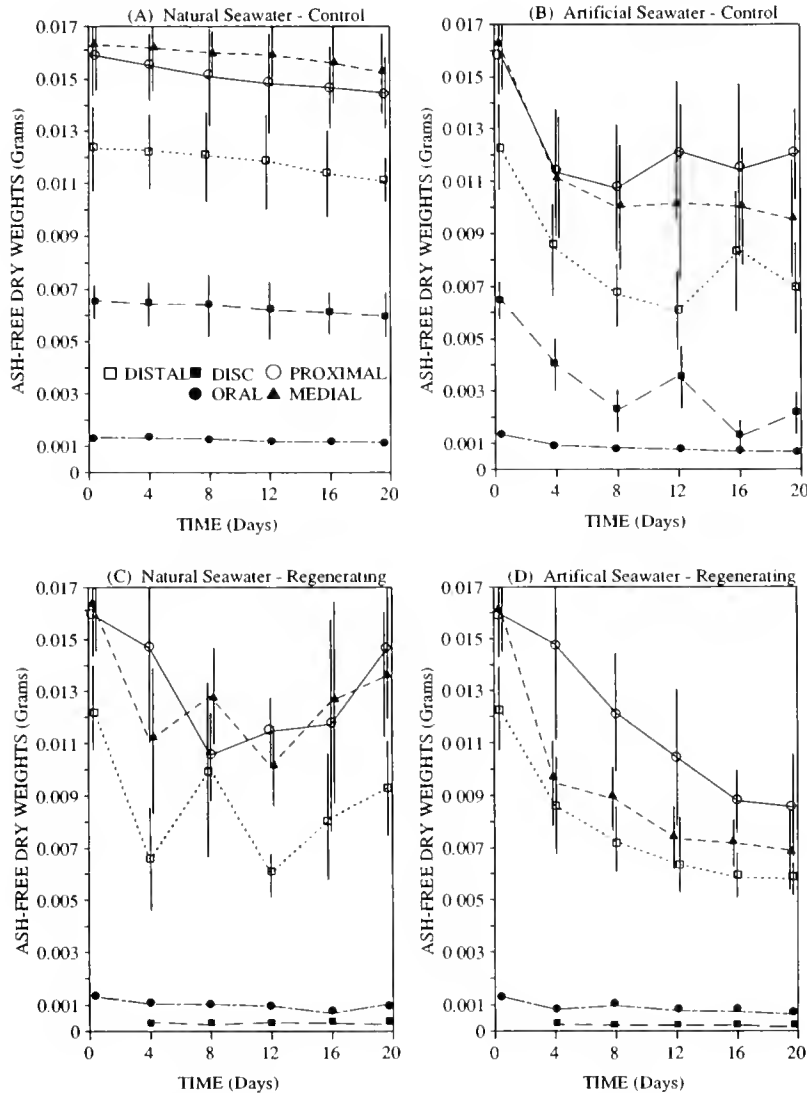 (A) Natural Seawater - Control
0.017
0.015
0.013
0.011
0.009
0.007
0.005
0.003
0.001
0
ASH-FREE DRY WEIGHTS (Grams)
□ DISTAL ■ DISC ○ PROXIMAL
● ORAL ▲ MEDIAL
0 4 8 12 16 20
TIME (Days)
(B) Artificial Seawater - Control
0.017
0 015
0 013
0 011
0 009
0 007
0 005
0 003
0 001
0
ASH-FREE DRY WEIGHTS (Grams)
0 4 8 12 16 20
TIME (Days)
(C) Natural Seawater - Regenerating
0.017
0.015
0 013
0 011
0 009
0 007
0 005
0 003
0 001
0
ASH-FREE DRY WEIGHTS (Grams)
0 4 8 12 16 20
TIME (Days)
(D) Artifical Seawater - Regenerating
0.017
0 015
0 013
0 011
0 009
0 007
0 005
0 003
0 001
0
ASH-FREE DRY WEIGHTS (Grams)
0 4 8 12 16 20
TIME (Days)